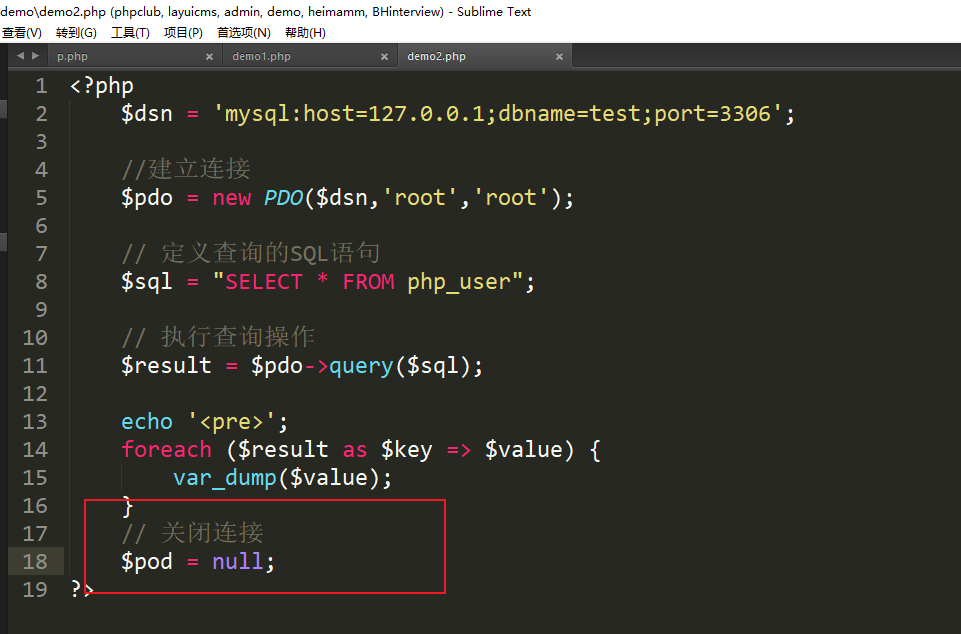 demo\demo2.php (phpclub, layuicms, admin, demo, heimamm, BHinterview) - Sublime Text
查看(V) 转到(G) 工具(T) 项目(P) 首选项(N) 帮助(H)
p.php × demo1.php × demo2.php ×
1 <?php
2 $dsn = 'mysql:host=127.0.0.1;dbname=test;port=3306';
3
4 //建立连接
5 $pdo = new PDO($dsn,'root','root');
6
7 // 定义查询的SQL语句
8 $sql = "SELECT * FROM php_user";
9
10 // 执行查询操作
11 $result = $pdo->query($sql);
12
13 echo '<pre>';
14 foreach ($result as $key => $value) {
15 var_dump($value);
16 }
17 // 关闭连接
18 $pod = null;
19 ?>